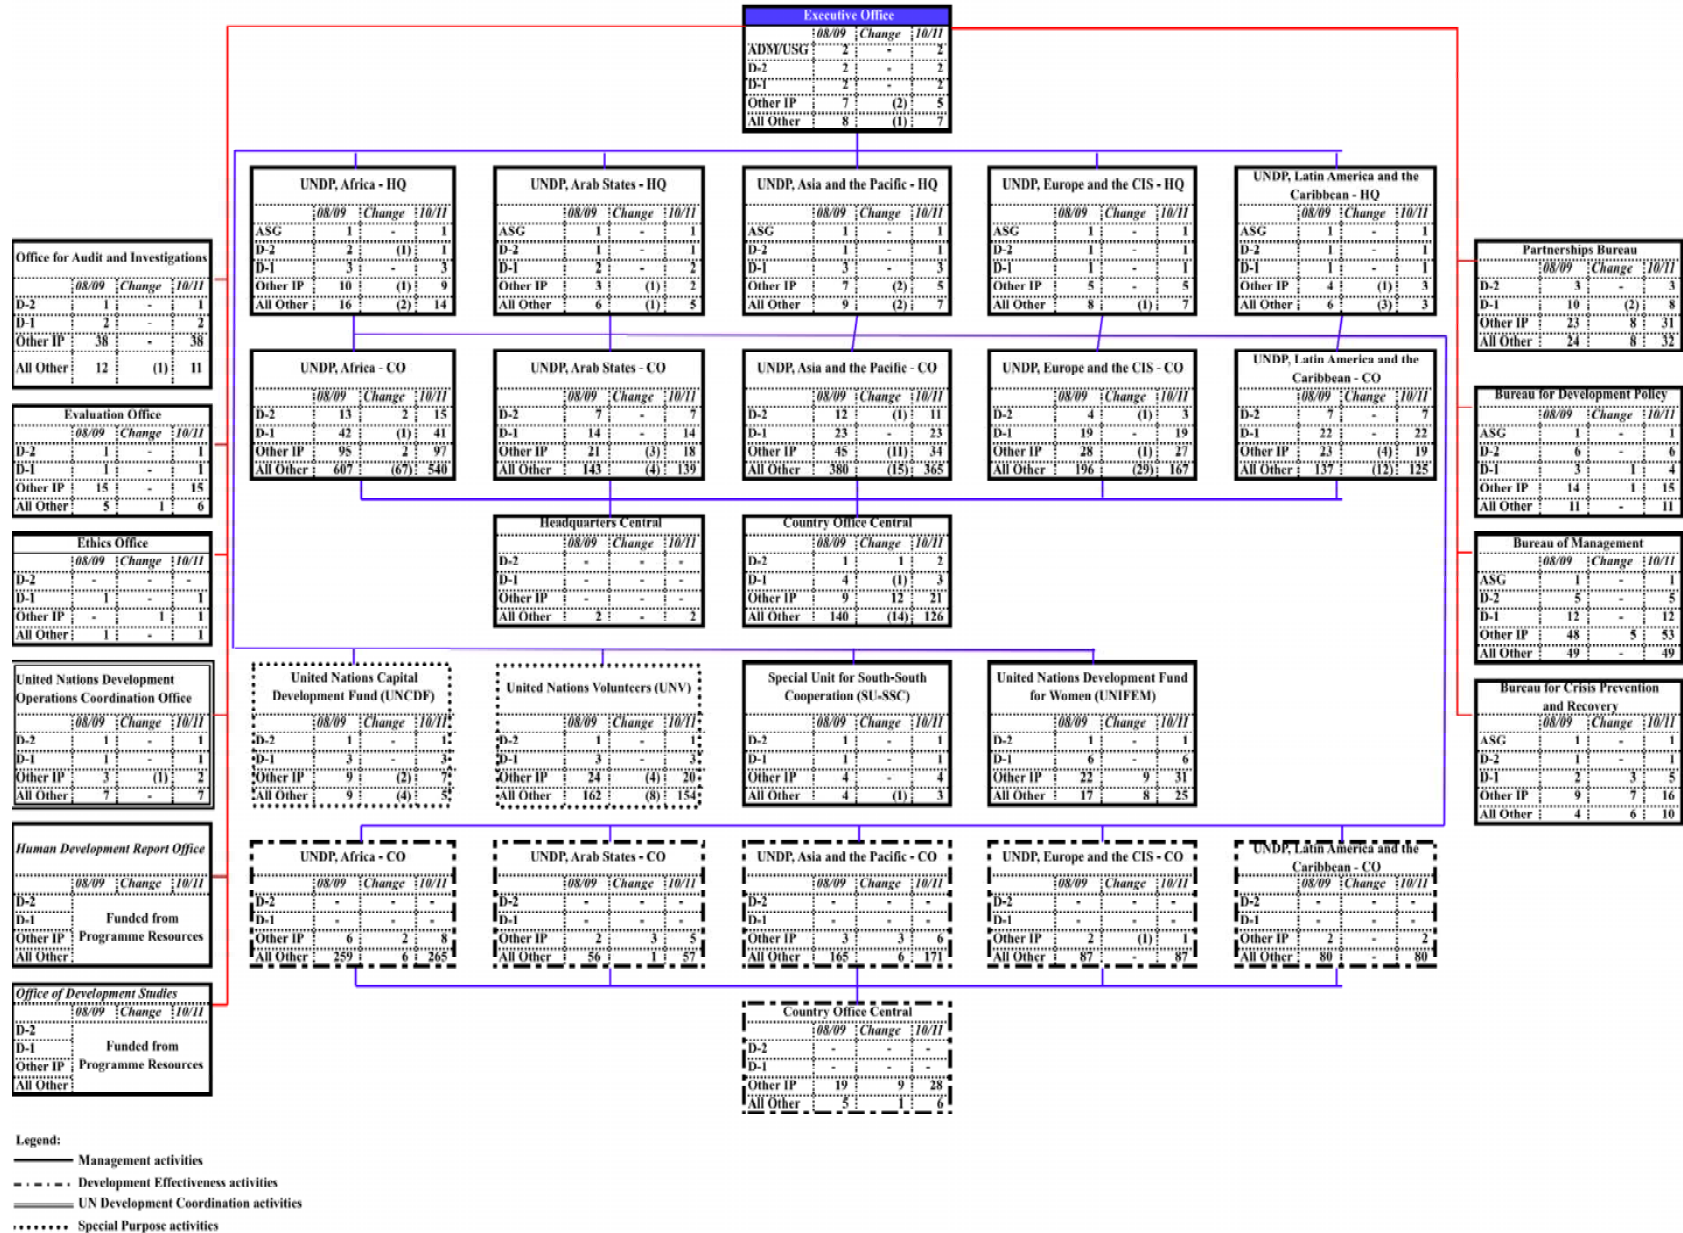 Executive Office
08/09 Change 10/11
ADM/USG 2 - 2
D-2 2 - 2
D-1 2 - 2
Other IP 7 (2) 5
All Other 8 (1) 7
UNDP, Africa - HQ
08/09 Change 10/11
ASG 1 - 1
D-2 2 (1) 1
D-1 3 - 3
Other IP 10 (1) 9
All Other 16 (2) 14
UNDP, Arab States - HQ
08/09 Change 10/11
ASG 1 - 1
D-2 1 - 1
D-1 2 - 2
Other IP 3 (1) 2
All Other 6 (1) 5
UNDP, Asia and the Pacific - HQ
08/09 Change 10/11
ASG 1 - 1
D-2 1 - 1
D-1 3 - 3
Other IP 7 (2) 5
All Other 9 (2) 7
UNDP, Europe and the CIS - HQ
08/09 Change 10/11
ASG 1 - 1
D-2 1 - 1
D-1 1 - 1
Other IP 5 - 5
All Other 8 (1) 7
UNDP, Latin America and the
Caribbean - HQ
08/09 Change 10/11
ASG 1 - 1
D-2 1 - 1
D-1 1 - 1
Other IP 4 (1) 3
All Other 6 (3) 3
Office for Audit and Investigations
08/09 Change 10/11
D-2 1 - 1
D-1 2 - 2
Other IP 38 - 38
All Other 12 (1) 11
Evaluation Office
08/09 Change 10/11
D-2 1 - 1
D-1 1 - 1
Other IP 15 - 15
All Other 5 1 6
Ethics Office
08/09 Change 10/11
D-2 - - -
D-1 1 - 1
Other IP - 1 1
All Other 1 - 1
United Nations Development
Operations Coordination Office
08/09 Change 10/11
D-2 1 - 1
D-1 1 - 1
Other IP 3 (1) 2
All Other 7 - 7
Human Development Report Office
08/09 Change 10/11
D-2
D-1 Funded from
Other IP Programme Resources
All Other
Office of Development Studies
08/09 Change 10/11
D-2
D-1 Funded from
Other IP Programme Resources
All Other
UNDP, Africa - CO
08/09 Change 10/11
D-2 13 2 15
D-1 42 (1) 41
Other IP 95 2 97
All Other 607 (67) 540
UNDP, Arab States - CO
08/09 Change 10/11
D-2 7 - 7
D-1 14 - 14
Other IP 21 (3) 18
All Other 143 (4) 139
UNDP, Asia and the Pacific - CO
08/09 Change 10/11
D-2 12 (1) 11
D-1 23 - 23
Other IP 45 (11) 34
All Other 380 (15) 365
UNDP, Europe and the CIS - CO
08/09 Change 10/11
D-2 4 (1) 3
D-1 19 - 19
Other IP 28 (1) 27
All Other 196 (29) 167
UNDP, Latin America and the
Caribbean - CO
08/09 Change 10/11
D-2 7 - 7
D-1 22 - 22
Other IP 23 (4) 19
All Other 137 (12) 125
Headquarters Central
08/09 Change 10/11
D-2 - - -
D-1 - - -
Other IP - - -
All Other 2 - 2
Country Office Central
08/09 Change 10/11
D-2 1 1 2
D-1 4 (1) 3
Other IP 9 12 21
All Other 140 (14) 126
United Nations Capital
Development Fund (UNCDF)
08/09 Change 10/11
D-2 1 - 1
D-1 3 - 3
Other IP 9 (2) 7
All Other 9 (4) 5
United Nations Volunteers (UNV)
08/09 Change 10/11
D-2 1 - 1
D-1 3 - 3
Other IP 24 (4) 20
All Other 162 (8) 154
Special Unit for South-South
Cooperation (SU-SSC)
08/09 Change 10/11
D-2 1 - 1
D-1 1 - 1
Other IP 4 - 4
All Other 4 (1) 3
United Nations Development Fund
for Women (UNIFEM)
08/09 Change 10/11
D-2 1 - 1
D-1 6 - 6
Other IP 22 9 31
All Other 17 8 25
UNDP, Africa - CO
08/09 Change 10/11
D-2 - - -
D-1 - - -
Other IP 6 2 8
All Other 259 6 265
UNDP, Arab States - CO
08/09 Change 10/11
D-2 - - -
D-1 - - -
Other IP 2 3 5
All Other 56 1 57
UNDP, Asia and the Pacific - CO
08/09 Change 10/11
D-2 - - -
D-1 - - -
Other IP 3 3 6
All Other 165 6 171
UNDP, Europe and the CIS - CO
08/09 Change 10/11
D-2 - - -
D-1 - - -
Other IP 2 (1) 1
All Other 87 - 87
UNDP, Latin America and the
Caribbean - CO
08/09 Change 10/11
D-2 - - -
D-1 - - -
Other IP 2 - 2
All Other 80 - 80
Country Office Central
08/09 Change 10/11
D-2 - - -
D-1 - - -
Other IP 19 9 28
All Other 5 1 6
Partnerships Bureau
08/09 Change 10/11
D-2 3 - 3
D-1 10 (2) 8
Other IP 23 8 31
All Other 24 8 32
Bureau for Development Policy
08/09 Change 10/11
ASG 1 - 1
D-2 6 - 6
D-1 3 1 4
Other IP 14 1 15
All Other 11 - 11
Bureau of Management
08/09 Change 10/11
ASG 1 - 1
D-2 5 - 5
D-1 12 - 12
Other IP 48 5 53
All Other 49 - 49
Bureau for Crisis Prevention
and Recovery
08/09 Change 10/11
ASG 1 - 1
D-2 1 - 1
D-1 2 3 5
Other IP 9 7 16
All Other 4 6 10
Legend:
Management activities
Development Effectiveness activities
UN Development Coordination activities
Special Purpose activities